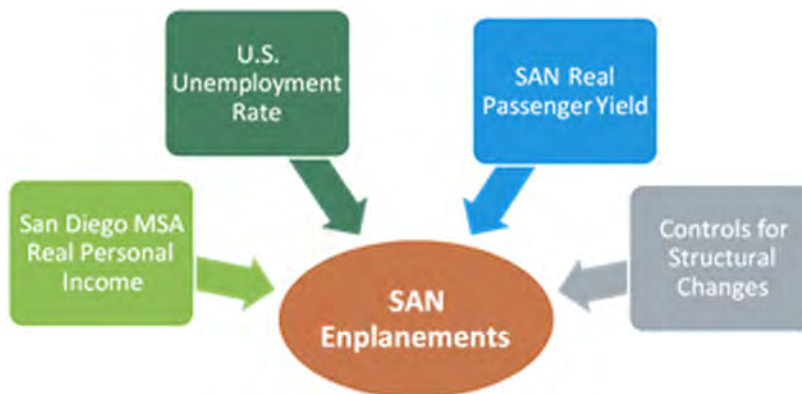 U.S.
Unemployment
Rate
SAN Real
Passenger Yield
San Diego MSA
Real Personal
Income
Controls for
Structural
Changes
SAN
Enplanements